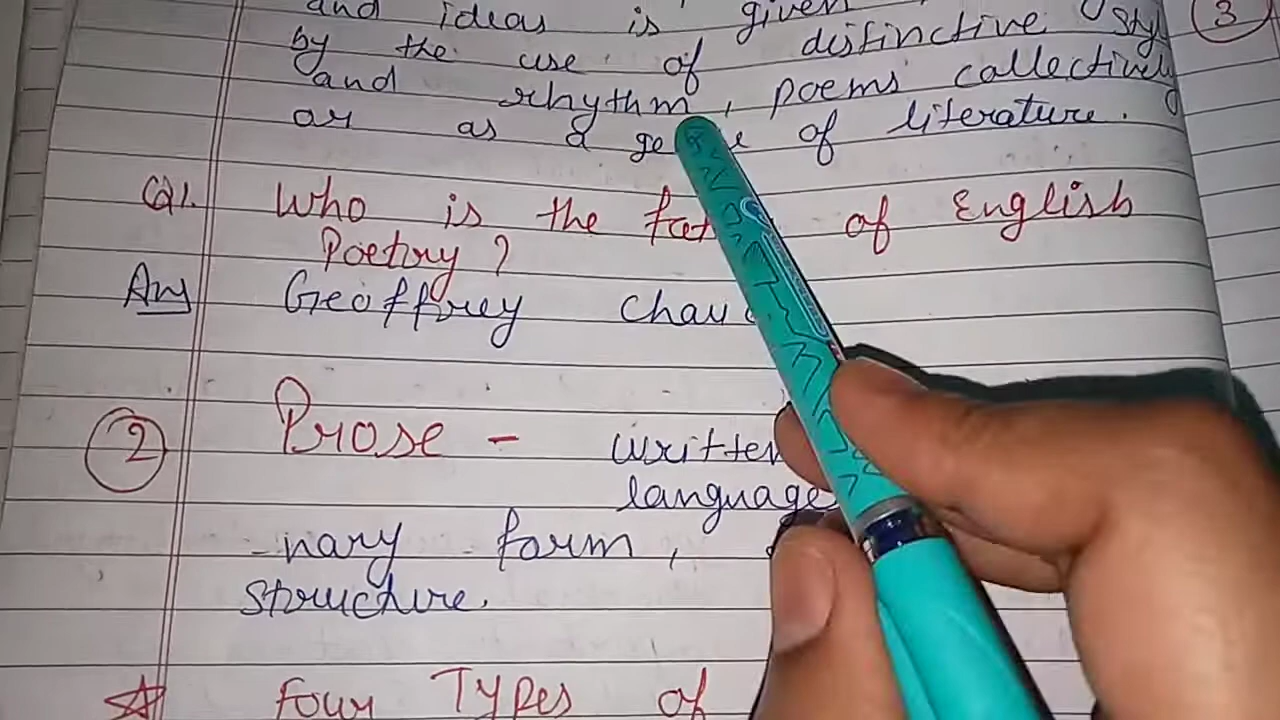 and ideas is given
by the use of distinctive
and rhythm, poems collectively
or as a of literature.
3
Q1. Who is the of English
Poetry ?
Ans Geoffrey
2 Prose - written
language
-nary form,
structure.
Four Types of